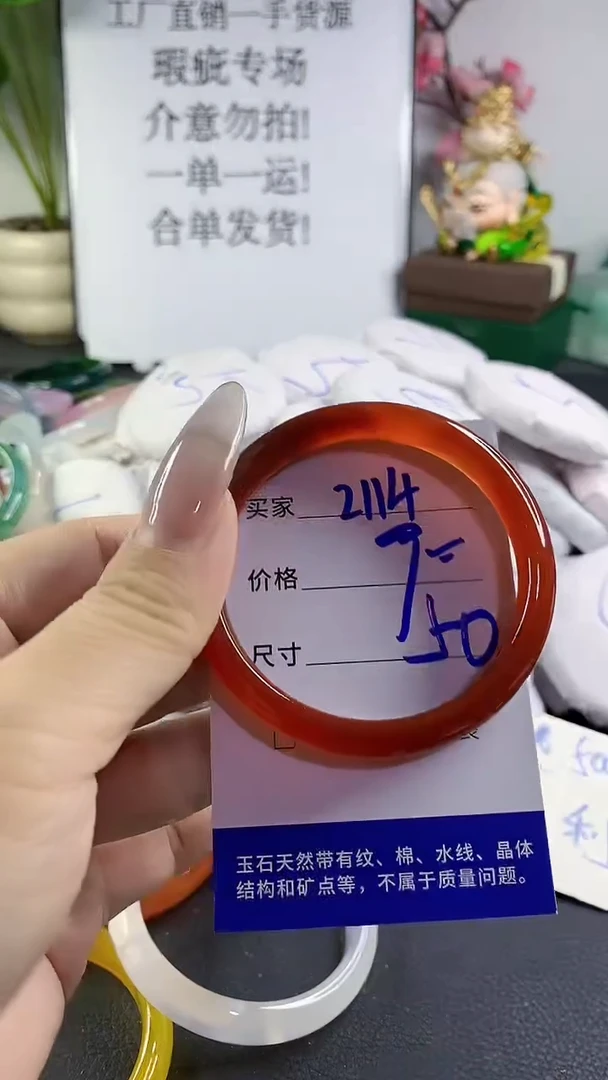 工厂直销一手货源
瑕疵专场
介意勿拍!
一单一运!
合单发货!
买家 2114
价格
尺寸 50
玉石天然带有纹、棉、水线、晶体
结构和矿点等，不属于质量问题。